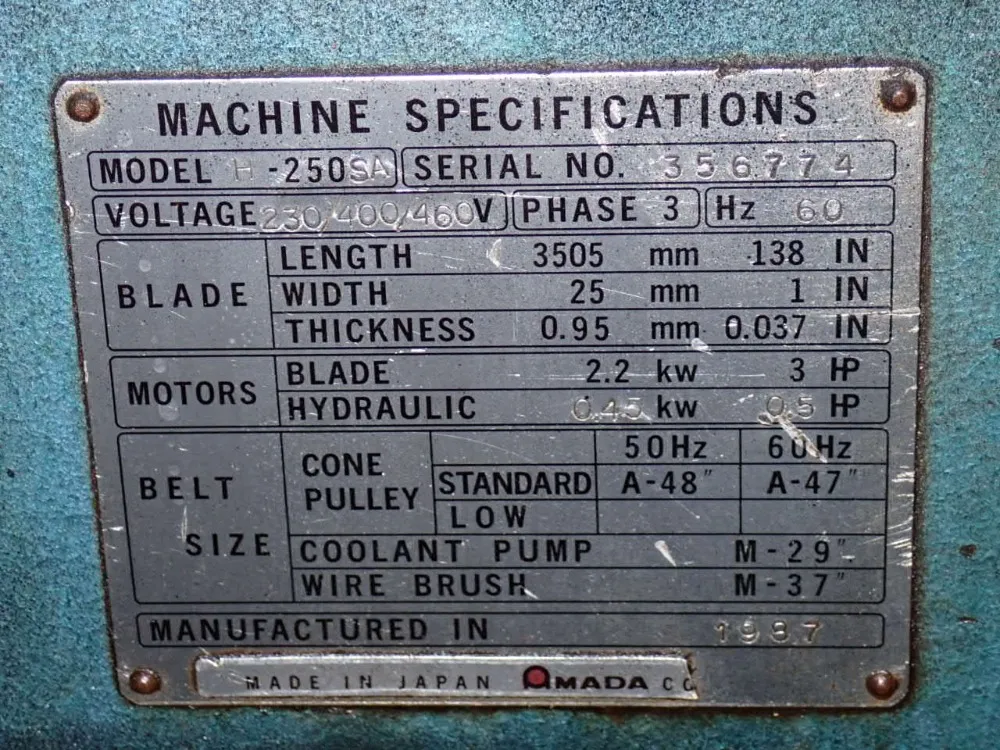 MACHINE SPECIFICATIONS
MODEL H-250SA SERIAL NO. 356774
VOLTAGE 230/400/460V PHASE 3 Hz 60
BLADE
LENGTH 3505 mm 138 IN
WIDTH 25 mm 1 IN
THICKNESS 0.95 mm 0.037 IN
MOTORS
BLADE 2.2 kw 3 HP
HYDRAULIC 0.45 kw 0.5 HP
BELT SIZE
CONE PULLEY
50Hz 60Hz
STANDARD A-48" A-47"
LOW
COOLANT PUMP M-29"
WIRE BRUSH M-37"
MANUFACTURED IN 1987
MADE IN JAPAN AMADA CO